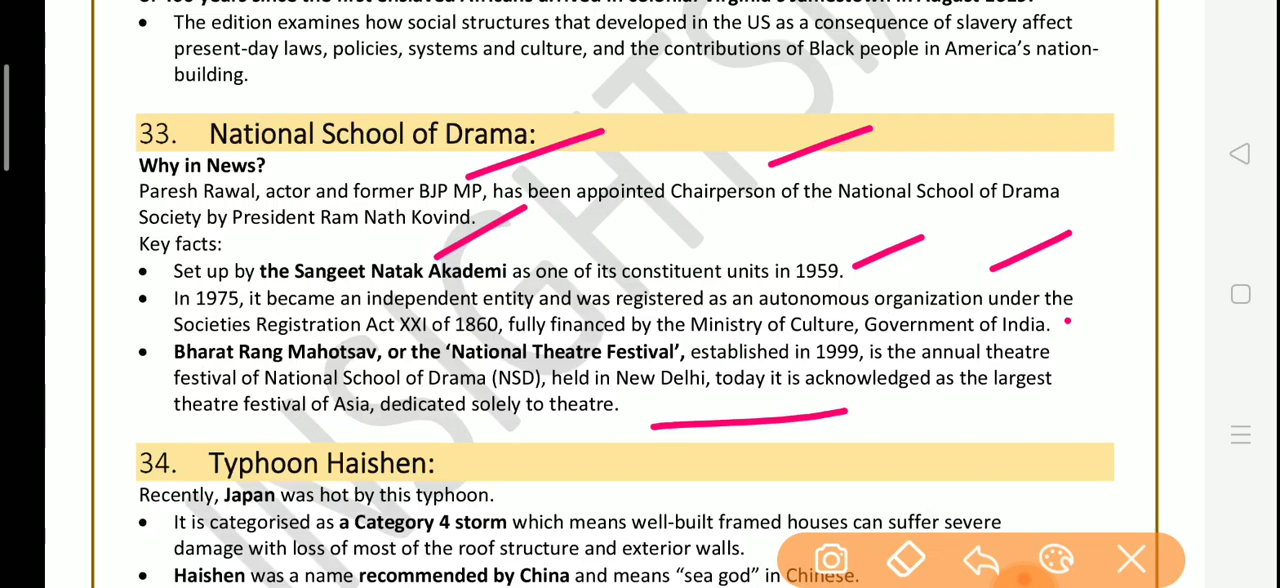 • The edition examines how social structures that developed in the US as a consequence of slavery affect
present-day laws, policies, systems and culture, and the contributions of Black people in America's nation-
building.
33. National School of Drama:
Why in News?
Paresh Rawal, actor and former BJP MP, has been appointed Chairperson of the National School of Drama
Society by President Ram Nath Kovind.
Key facts:
• Set up by the Sangeet Natak Akademi as one of its constituent units in 1959.
• In 1975, it became an independent entity and was registered as an autonomous organization under the
Societies Registration Act XXI of 1860, fully financed by the Ministry of Culture, Government of India.
• Bharat Rang Mahotsav, or the 'National Theatre Festival', established in 1999, is the annual theatre
festival of National School of Drama (NSD), held in New Delhi, today it is acknowledged as the largest
theatre festival of Asia, dedicated solely to theatre.
34. Typhoon Haishen:
Recently, Japan was hot by this typhoon.
• It is categorised as a Category 4 storm which means well-built framed houses can suffer severe
damage with loss of most of the roof structure and exterior walls.
• Haishen was a name recommended by China and means "sea god" in Chinese.
INSIGHTS